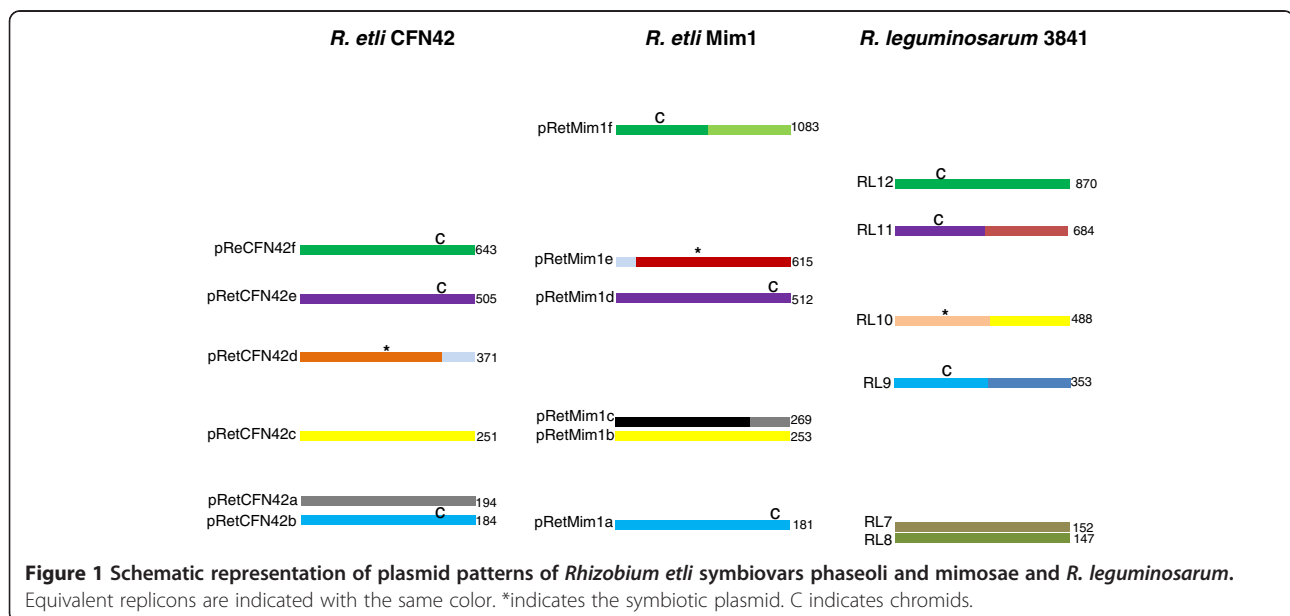 R. etli CFN42
R. etli Mim1
R. leguminosarum 3841
C
pRetMim1f
1083
C
RL12
870
C
RL11
684
C
pReCFN42f
643
*
pRetMim1e
615
C
pRetCFN42e
505
C
pRetMim1d
512
*
RL10
488
*
pRetCFN42d
371
C
RL9
353
pRetMim1c
269
pRetCFN42c
251
pRetMim1b
253
pRetCFN42a
194
C
pRetCFN42b
184
C
pRetMim1a
181
RL7
152
RL8
147
Figure 1 Schematic representation of plasmid patterns of Rhizobium etli symbiovars phaseoli and mimosae and R. leguminosarum.
Equivalent replicons are indicated with the same color. *indicates the symbiotic plasmid. C indicates chromids.